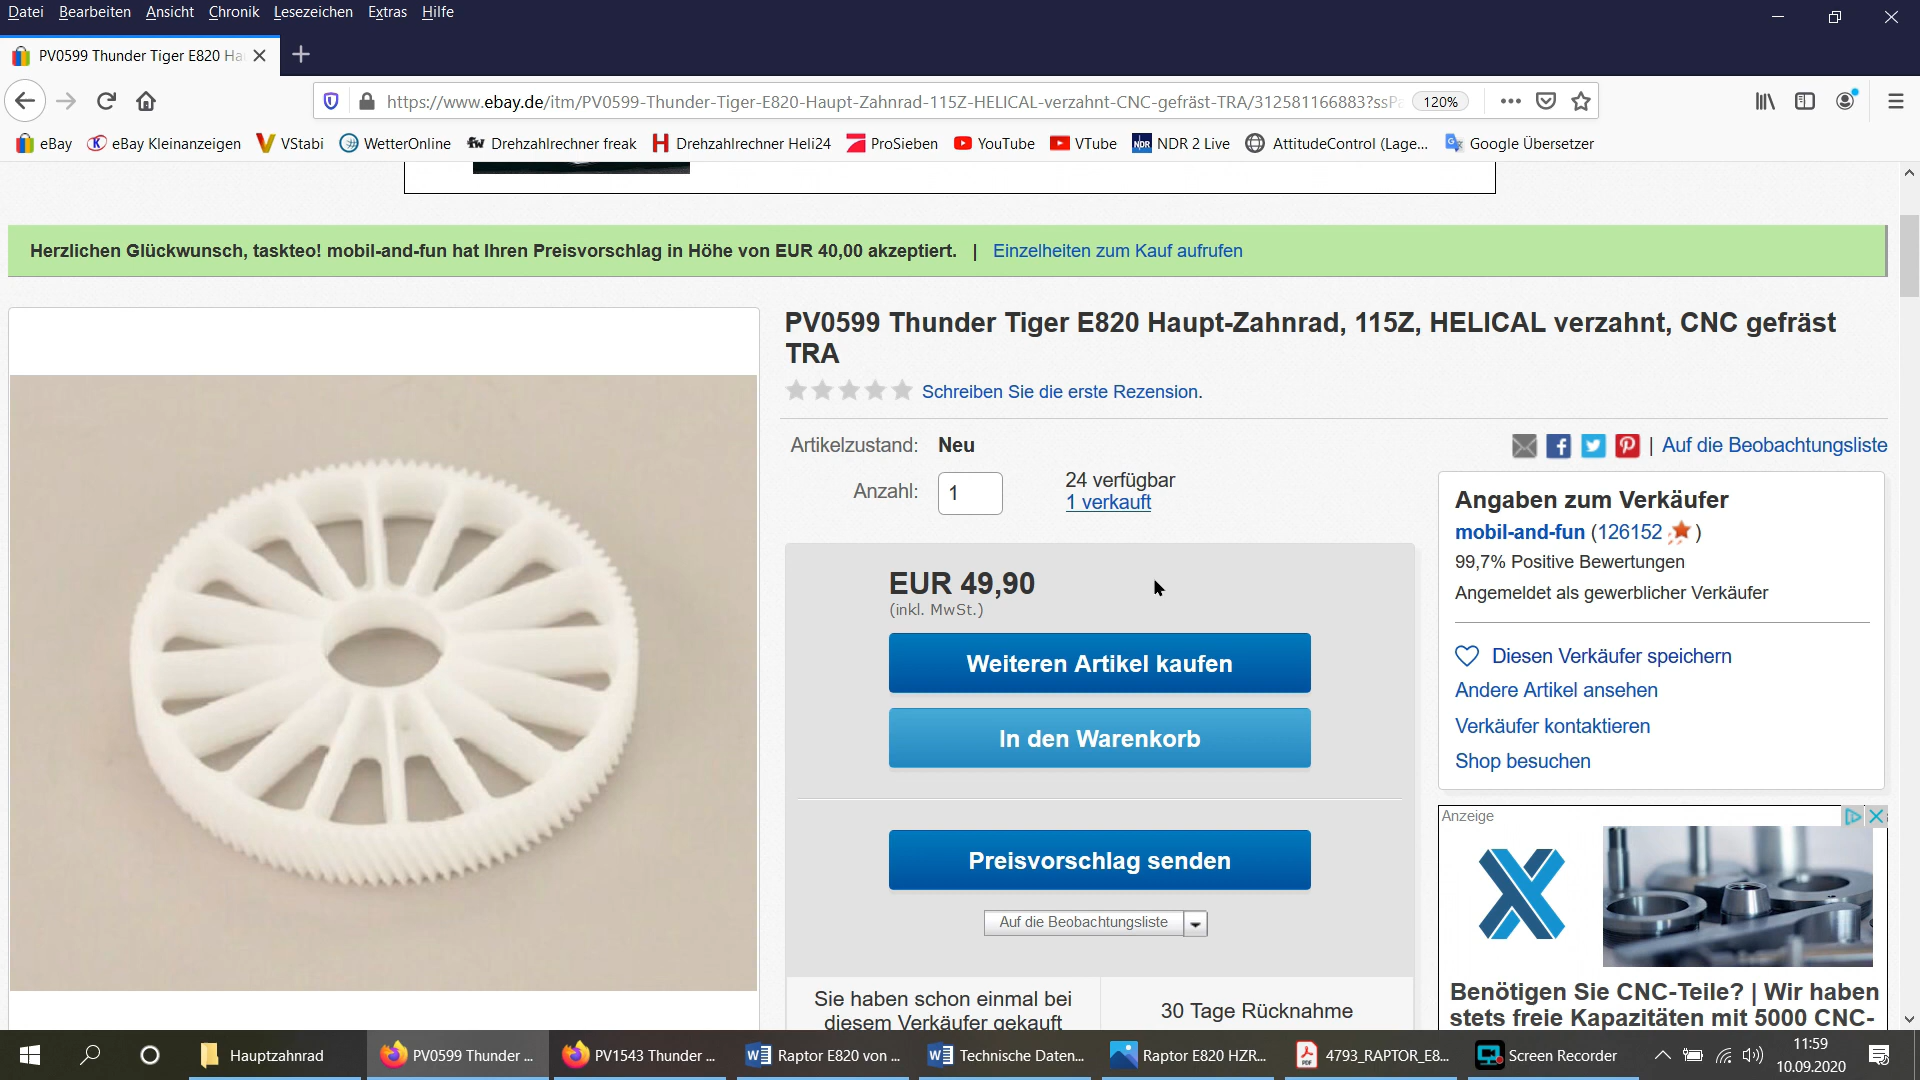 Datei Bearbeiten Ansicht Chronik Lesezeichen Extras Hilfe
PV0599 Thunder Tiger E820 Ha
https://www.ebay.de/itm/PV0599-Thunder-Tiger-E820-Haupt-Zahnrad-115Z-HELICAL-verzahnt-CNC-gefräst-TRA/312581166883?ssPa 120%
eBay eBay Kleinanzeigen VStabi WetterOnline Drehzahlrechner freak Drehzahlrechner Heli24 ProSieben YouTube VTube NDR 2 Live AttitudeControl (Lage... Google Übersetzer
Herzlichen Glückwunsch, taskteo! mobil-and-fun hat Ihren Preisvorschlag in Höhe von EUR 40,00 akzeptiert. | Einzelheiten zum Kauf aufrufen
PV0599 Thunder Tiger E820 Haupt-Zahnrad, 115Z, HELICAL verzahnt, CNC gefräst
TRA
Schreiben Sie die erste Rezension.
Artikelzustand: Neu
Anzahl: 1
24 verfügbar
1 verkauft
EUR 49,90
(inkl. MwSt.)
Weiteren Artikel kaufen
In den Warenkorb
Preisvorschlag senden
Auf die Beobachtungsliste
Sie haben schon einmal bei
diesem Verkäufer gekauft
30 Tage Rücknahme
| Auf die Beobachtungsliste
Angaben zum Verkäufer
mobil-and-fun (126152 )
99,7% Positive Bewertungen
Angemeldet als gewerblicher Verkäufer
Diesen Verkäufer speichern
Andere Artikel ansehen
Verkäufer kontaktieren
Shop besuchen
Anzeige
Benötigen Sie CNC-Teile? | Wir haben
stets freie Kapazitäten mit 5000 CNC-
Hauptzahnrad PV0599 Thunder ... PV1543 Thunder ... Raptor E820 von ... Technische Daten... Raptor E820 HZR... 4793_RAPTOR_E8... Screen Recorder
11:59
10.09.2020